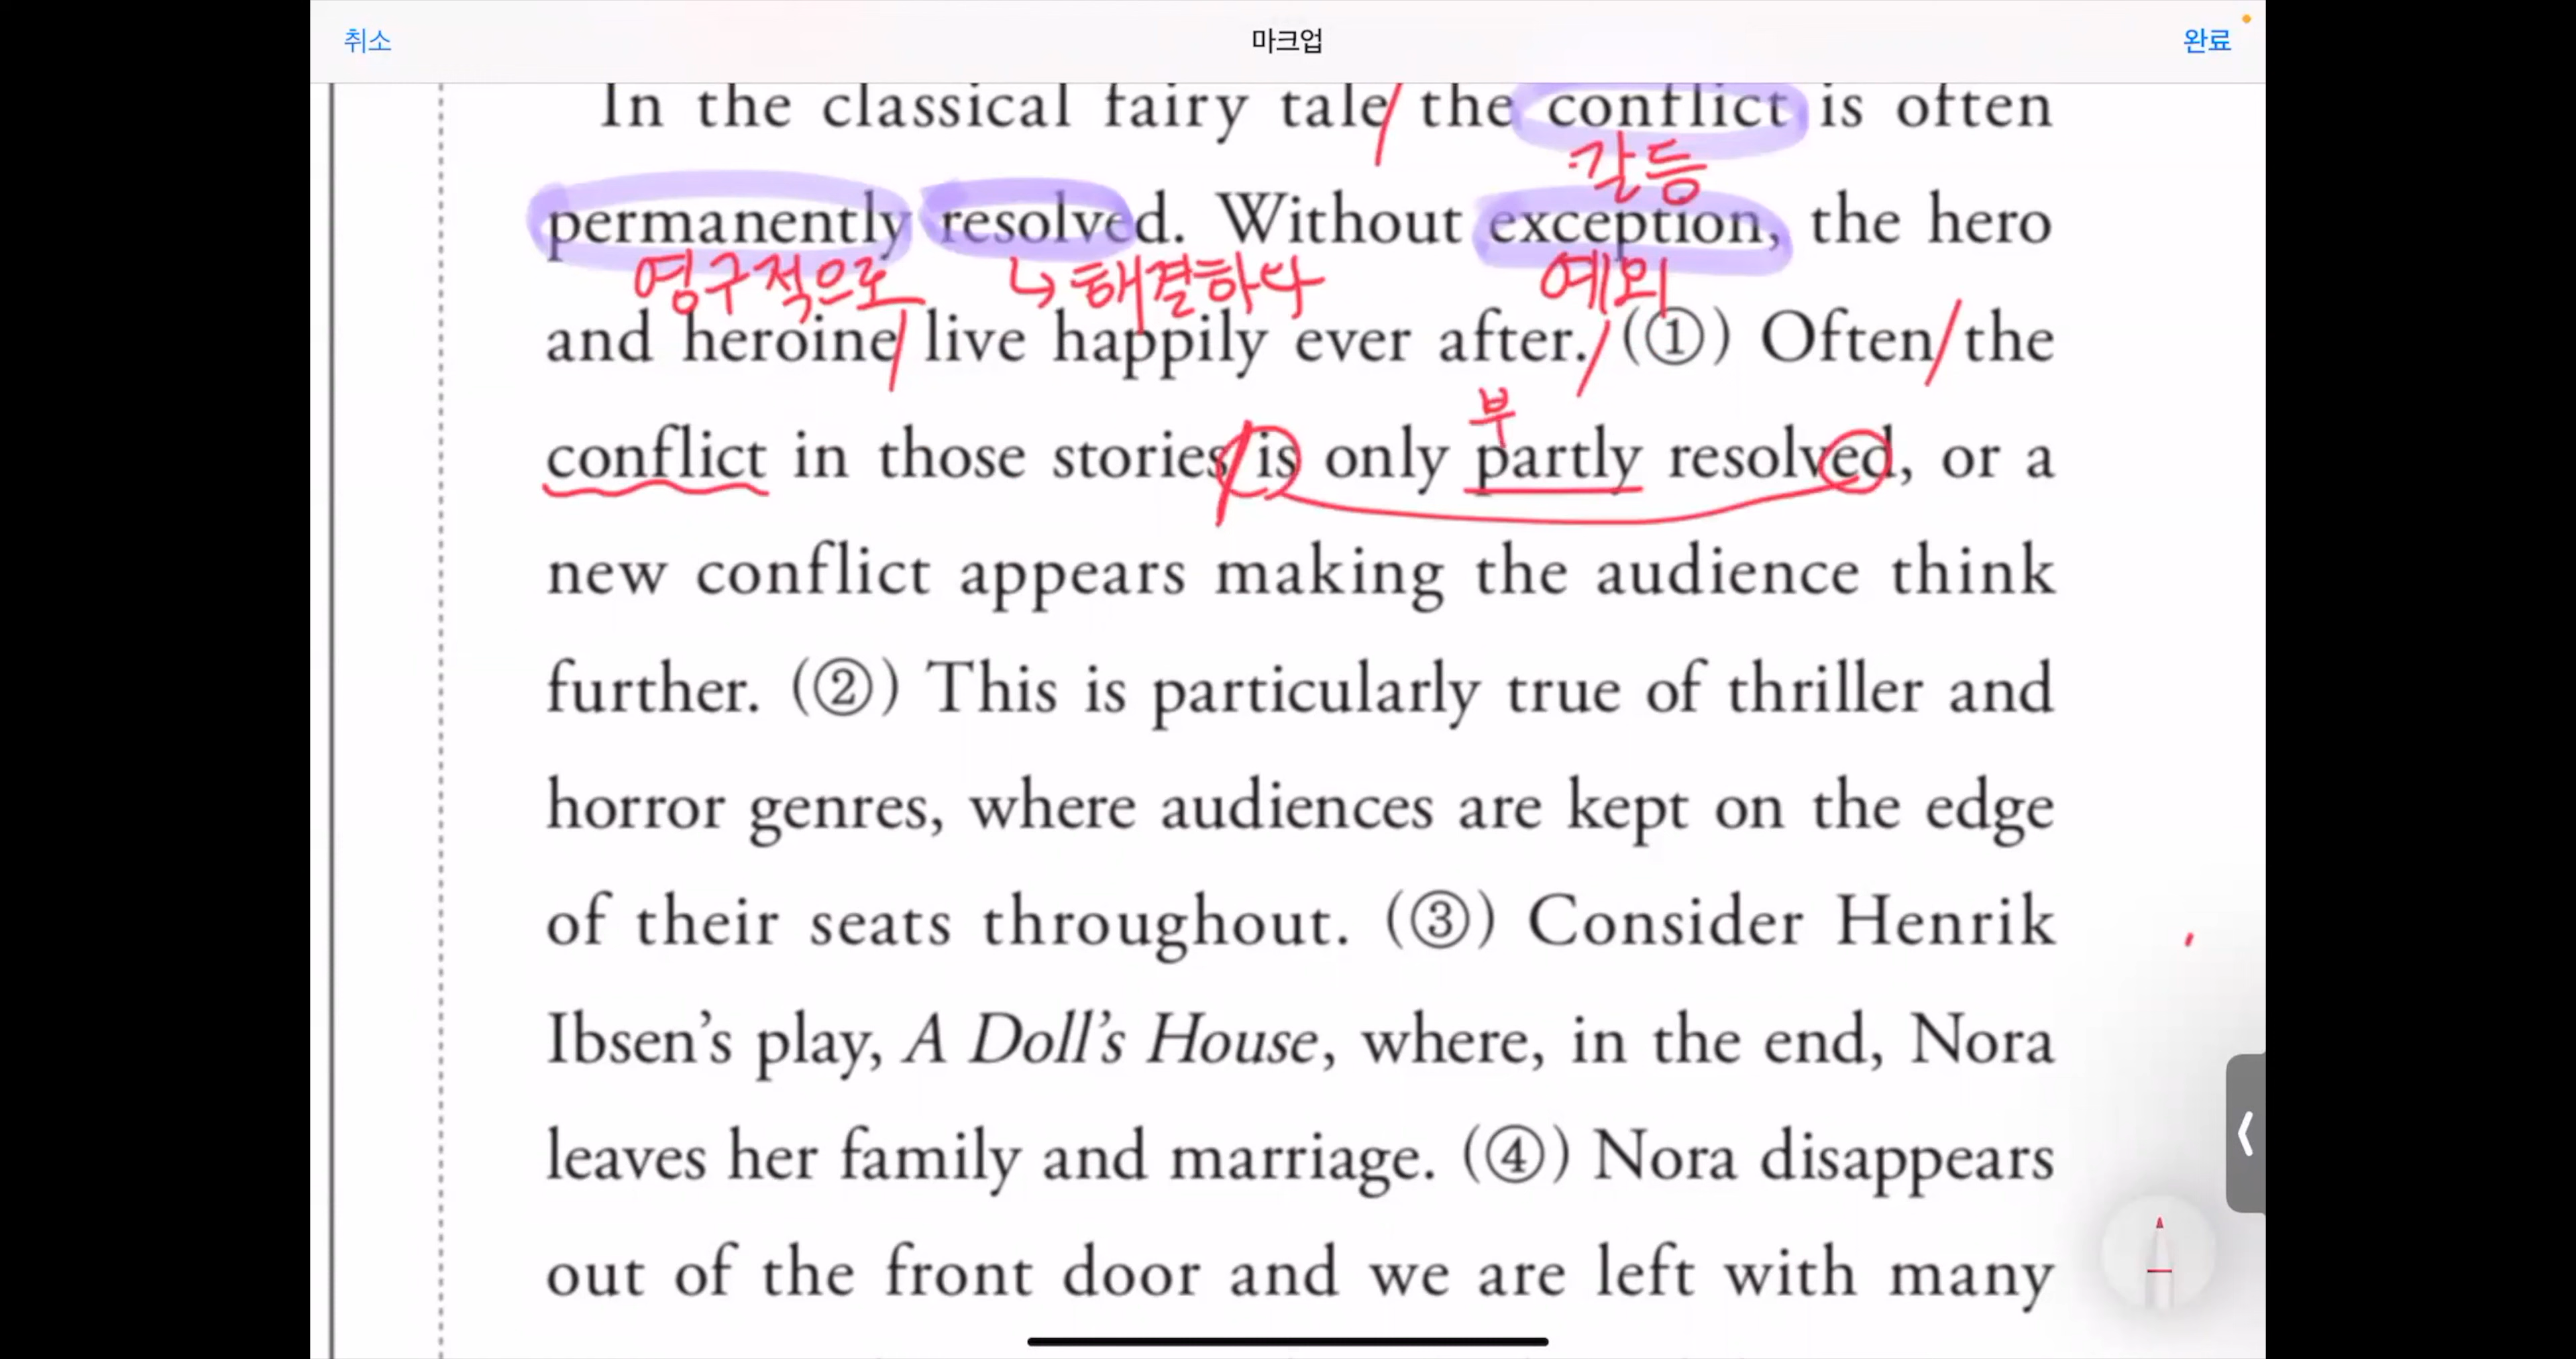 취소
마크업
완료
In the classical fairy tale the conflict is often
갈등
permanently resolved. Without exception, the hero
영구적으로 ↳ 해결하다 예외
and heroine live happily ever after. (①) Often the
부
conflict in those stories is only partly resolved, or a
new conflict appears making the audience think
further. (②) This is particularly true of thriller and
horror genres, where audiences are kept on the edge
of their seats throughout. (③) Consider Henrik
Ibsen’s play, A Doll’s House, where, in the end, Nora
leaves her family and marriage. (④) Nora disappears
out of the front door and we are left with many